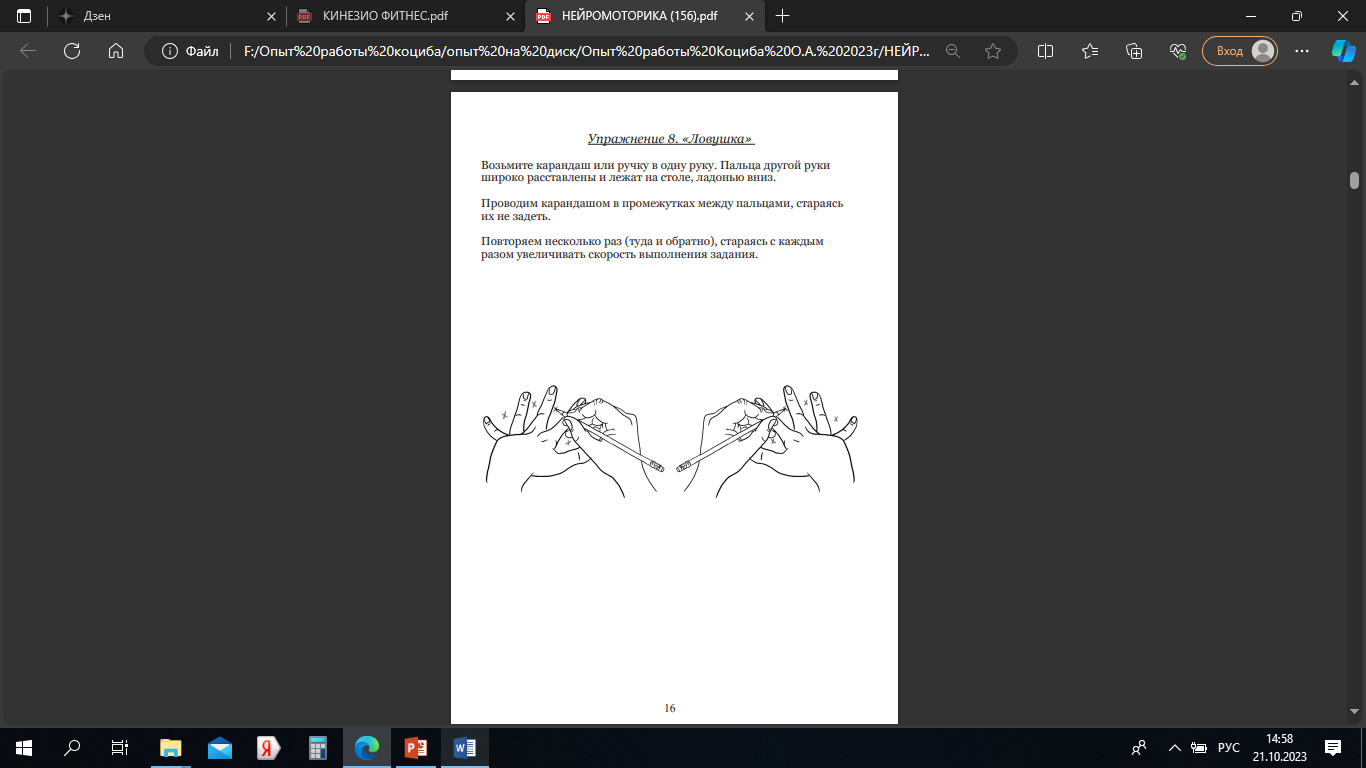 Дзен
КИНЕЗИО ФИТНЕС.pdf
НЕЙРОМОТОРИКА (156).pdf
Файл
F:/Опыт%20работы%20коциба/опыт%20на%20диск/Опыт%20работы%20Коциба%20О.А.%202023г/НЕЙР...
Вход
Упражнение 8. «Ловушка»
Возьмите карандаш или ручку в одну руку. Пальца другой руки
широко расставлены и лежат на столе, ладонью вниз.
Проводим карандашом в промежутках между пальцами, стараясь
их не задеть.
Повторяем несколько раз (туда и обратно), стараясь с каждым
разом увеличивать скорость выполнения задания.
16
РУС
14:58
21.10.2023